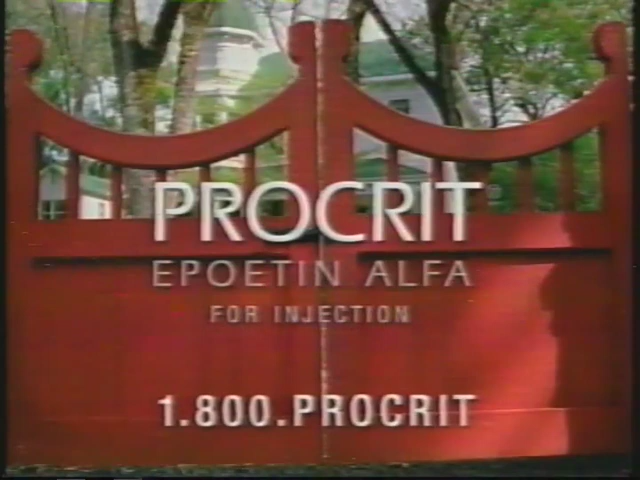 PROCRIT®
EPOETIN ALFA
FOR INJECTION
1.800.PROCRIT